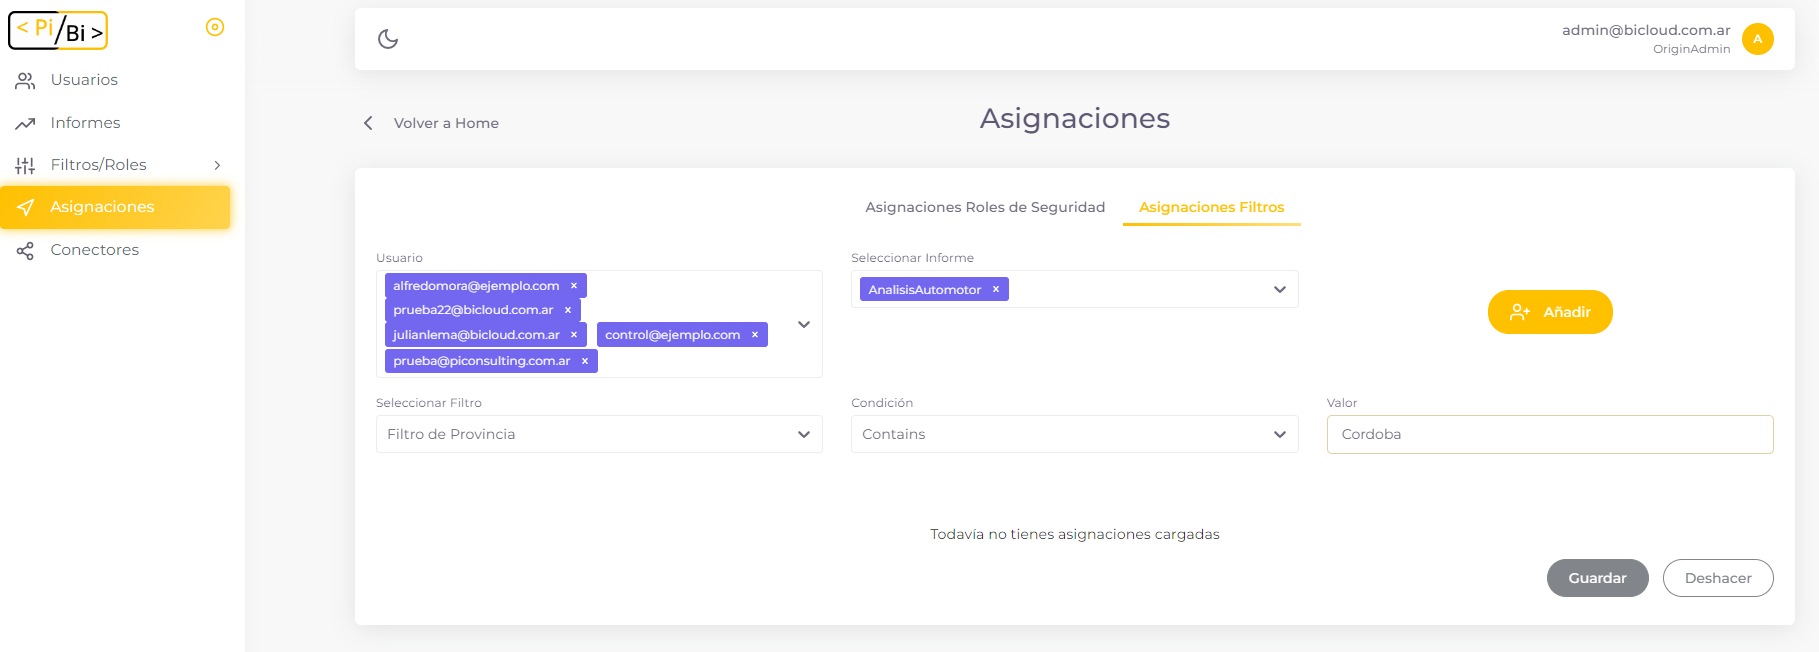 < Pi/Bi >
Usuarios
Informes
Filtros/Roles
Asignaciones
Conectores
admin@bicloud.com.ar
OriginAdmin
A
Volver a Home
Asignaciones
Asignaciones Roles de Seguridad
Asignaciones Filtros
Usuario
alfredomora@ejemplo.com ×
prueba22@bicloud.com.ar ×
julianlema@bicloud.com.ar × control@ejemplo.com ×
prueba@piconsulting.com.ar ×
Seleccionar Informe
AnalisisAutomotor ×
Añadir
Seleccionar Filtro
Filtro de Provincia
Condición
Contains
Valor
Cordoba
Todavía no tienes asignaciones cargadas
Guardar
Deshacer